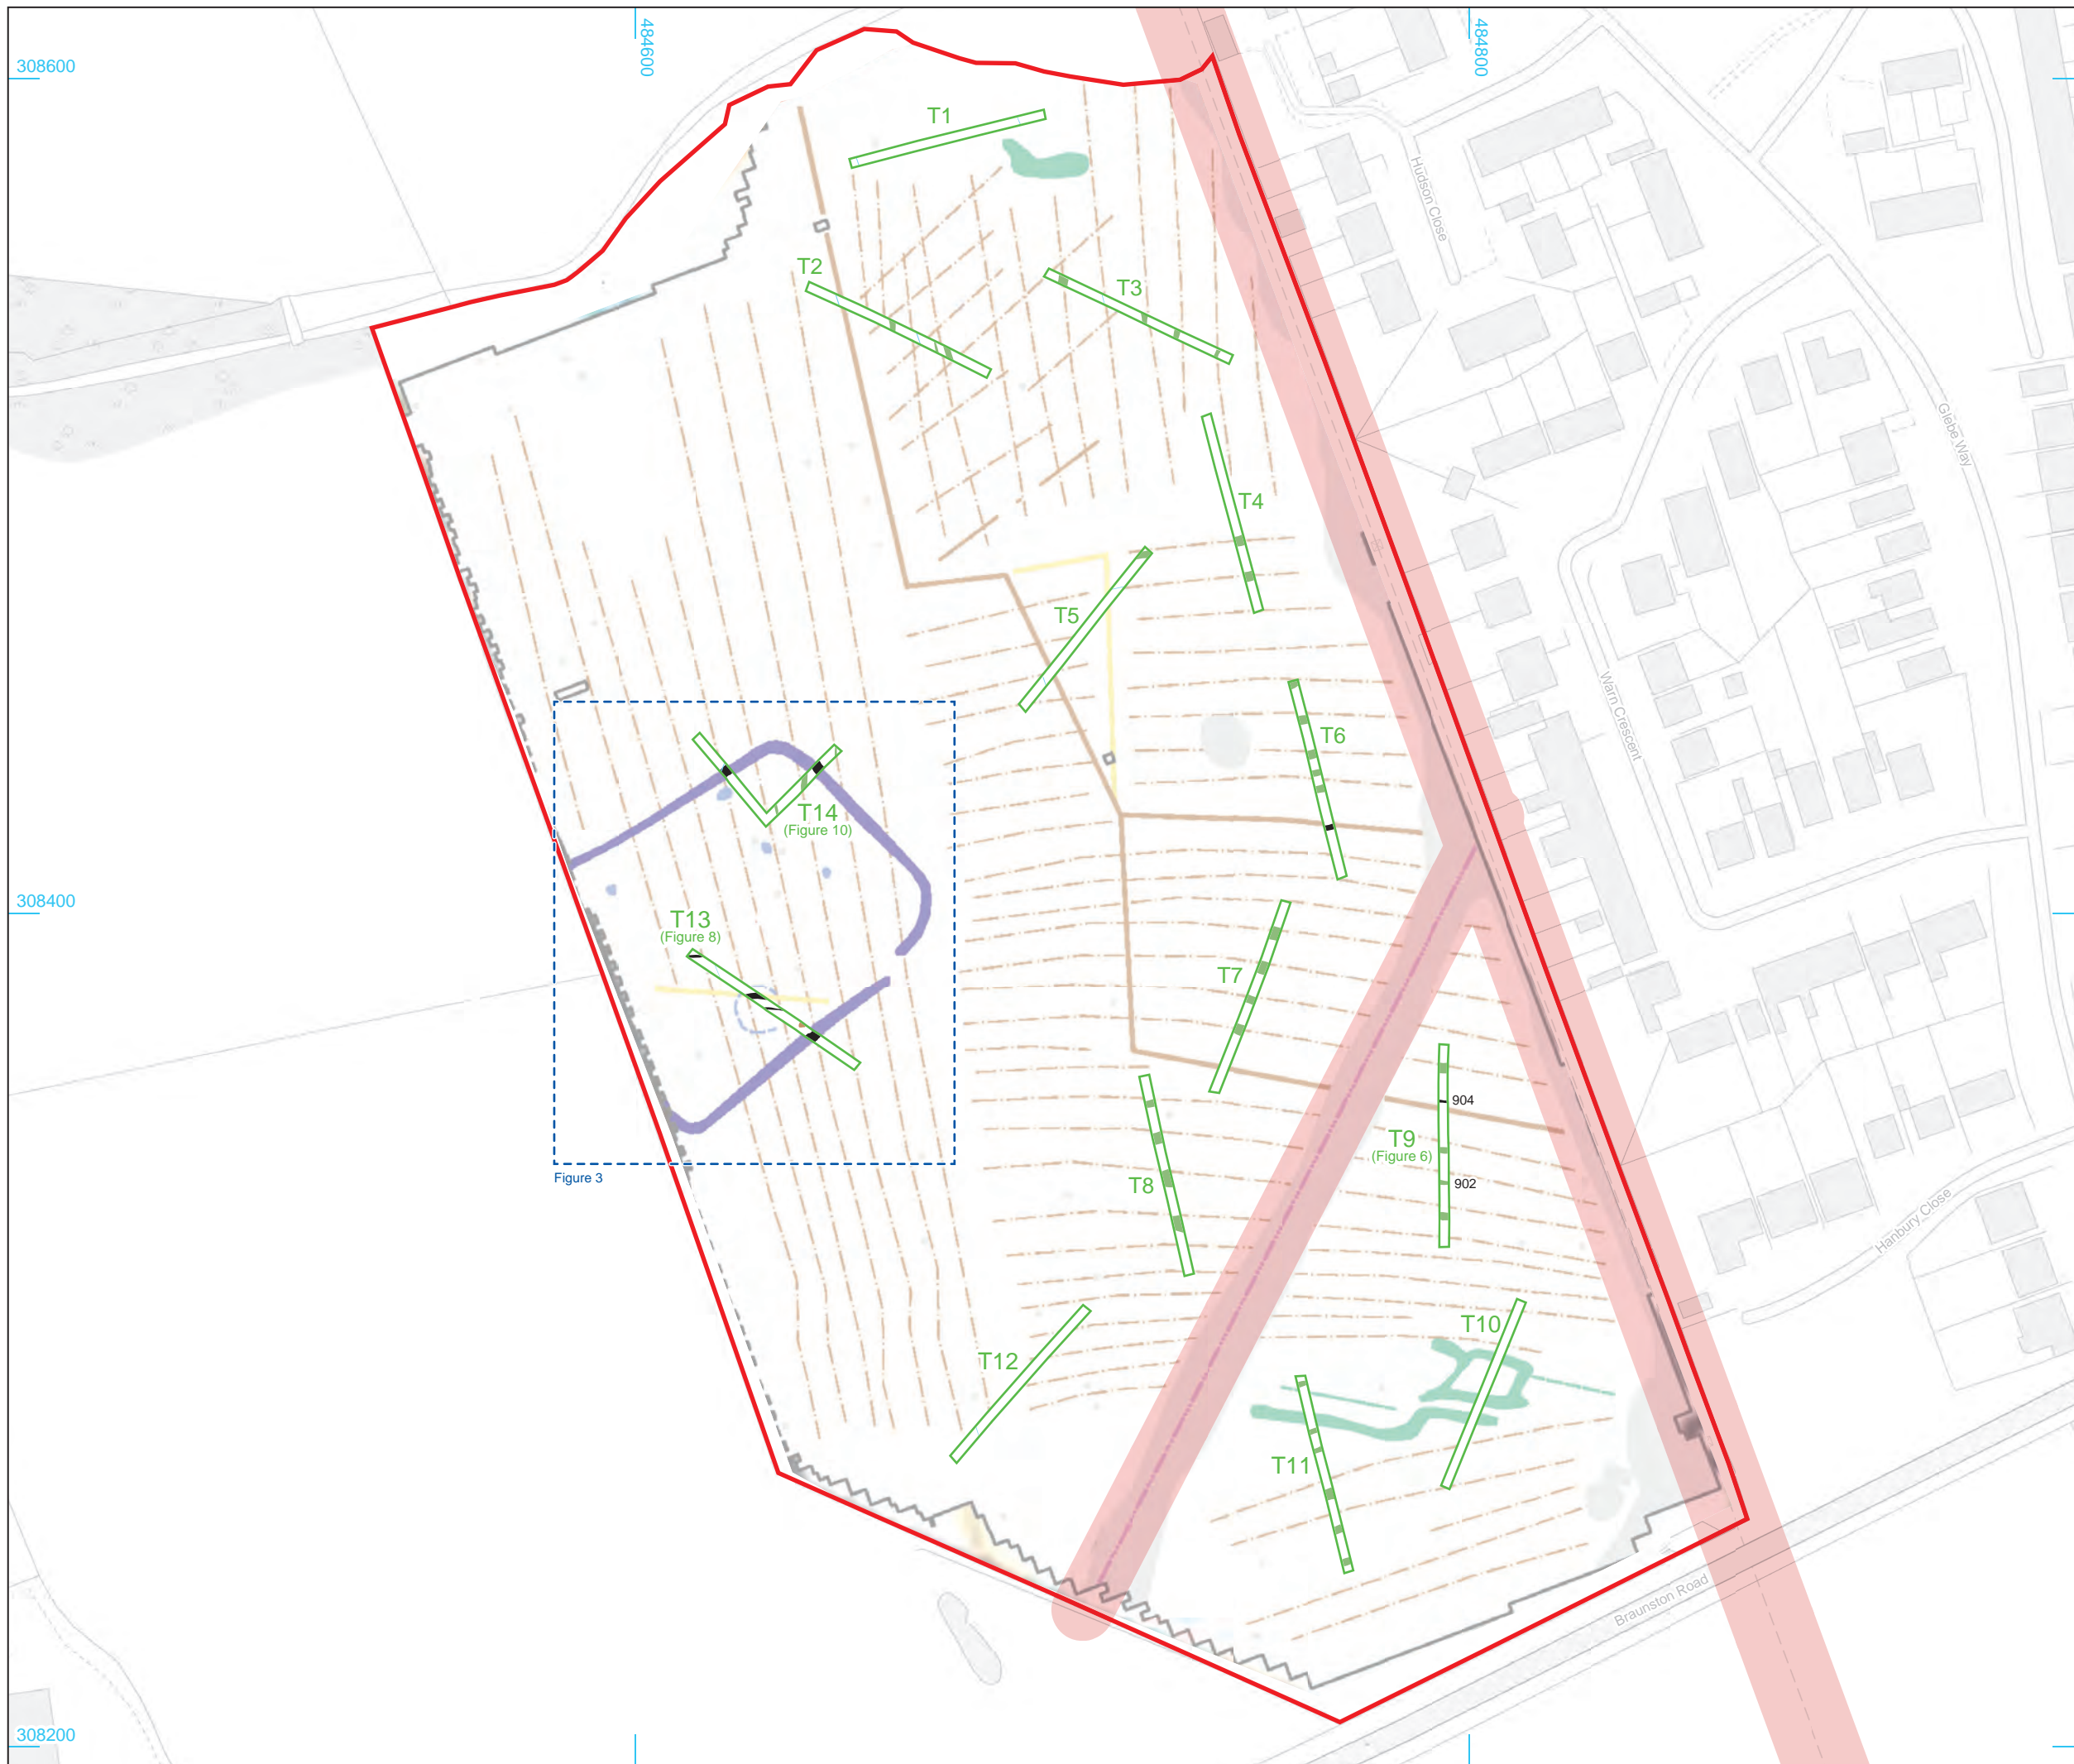 484600
484800
308600
T1
Hudson Close
T2
T3
Glebe Way
T4
T5
Warn Crescent
T6
T14
(Figure 10)
308400
T13
(Figure 8)
T7
904
T9
(Figure 6)
Figure 3
T8
902
Hanbury Close
T10
T12
T11
Braunston Road
308200